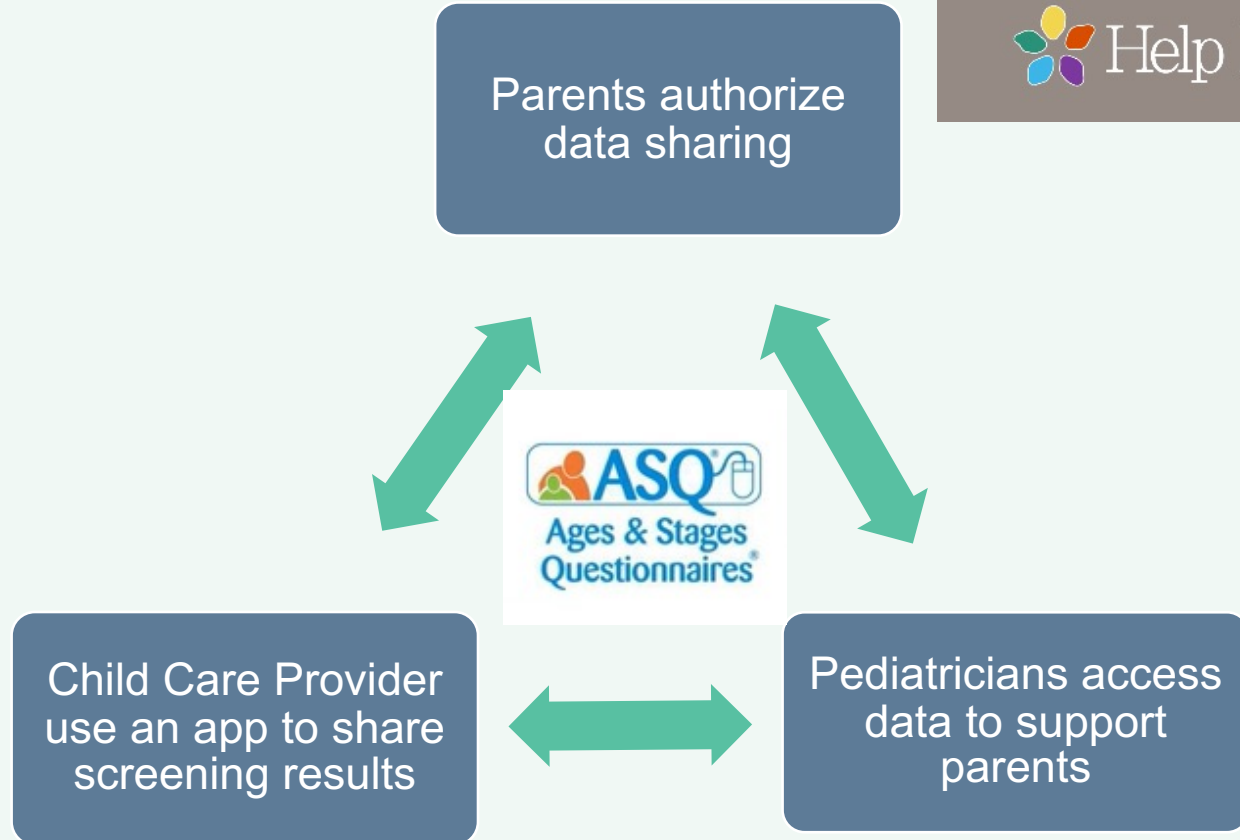 Help
Parents authorize
data sharing
ASQ®
Ages & Stages
Questionnaires®
Child Care Provider
use an app to share
screening results
Pediatricians access
data to support
parents